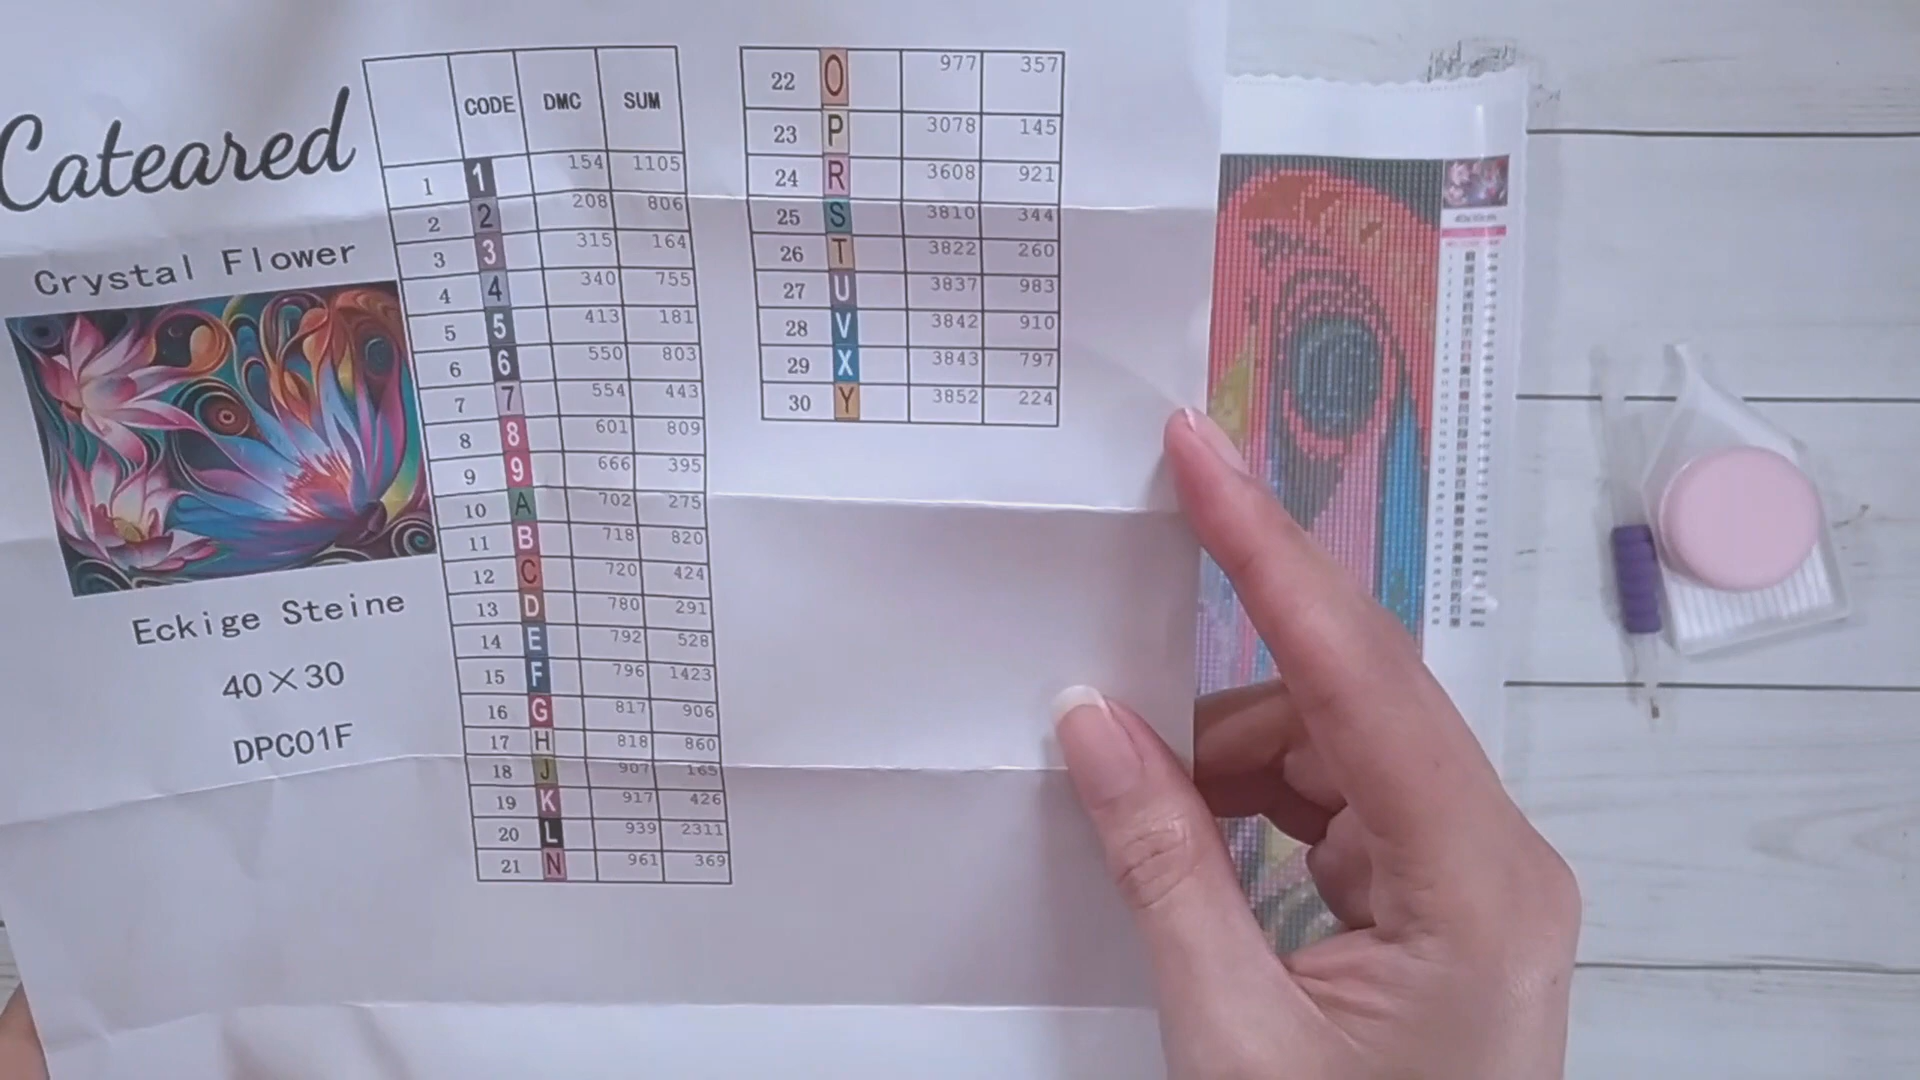 Cateared
Crystal Flower
Eckige Steine
40×30
DPC01F
CODE DMC SUM
1 1 154 1105
2 2 208 806
3 3 315 164
4 4 340 755
5 5 413 181
6 6 550 803
7 7 554 443
8 8 601 809
9 9 666 395
10 A 702 275
11 B 718 820
12 C 720 424
13 D 780 291
14 E 792 528
15 F 796 1423
16 G 817 906
17 H 818 860
18 J 907 165
19 K 917 426
20 L 939 2311
21 N 961 369
22 O 977 357
23 P 3078 145
24 R 3608 921
25 S 3810 344
26 T 3822 260
27 U 3837 983
28 V 3842 910
29 X 3843 797
30 Y 3852 224